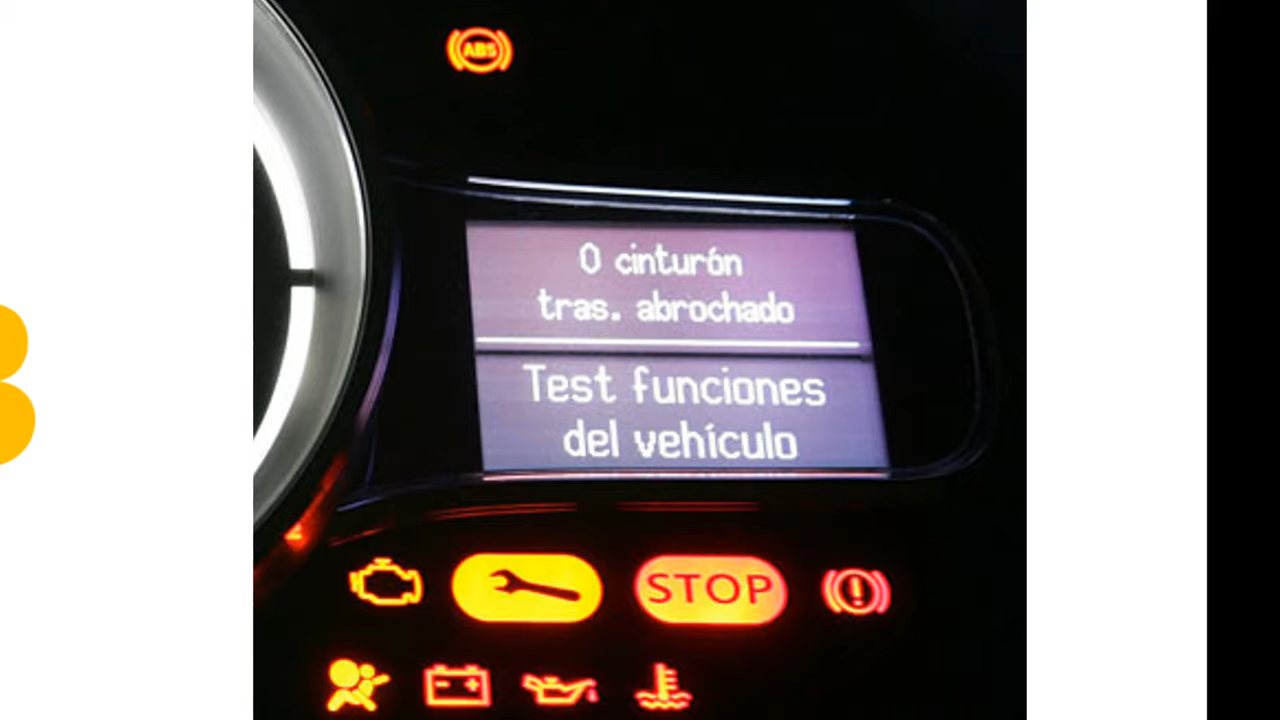 ABS
0 cinturón
tras. abrochado
Test funciones
del vehículo
STOP